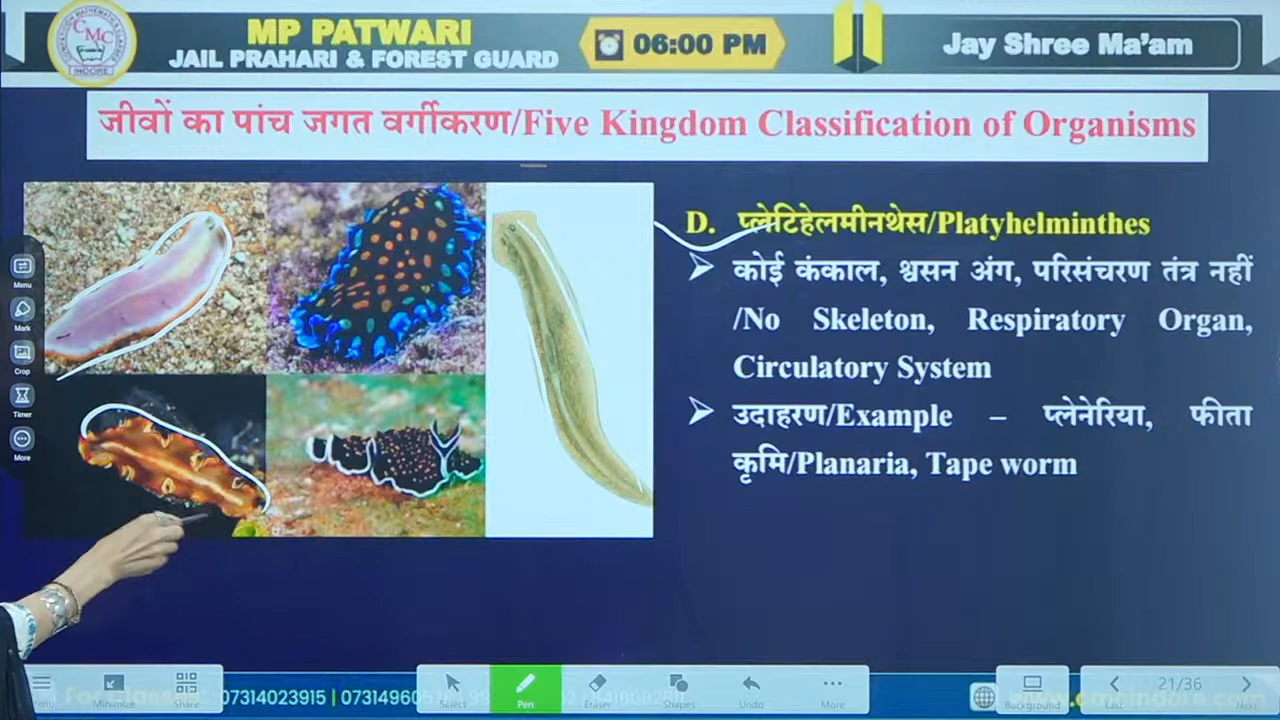 MP PATWARI
JAIL PRAHARI & FOREST GUARD
06:00 PM
Jay Shree Ma'am
CMC
INDORE
जीवों का पांच जगत वर्गीकरण/Five Kingdom Classification of Organisms
D. प्लेटिहेलमीनथेस/Platyhelminthes
➤ कोई कंकाल, श्वसन अंग, परिसंचरण तंत्र नहीं
/No Skeleton, Respiratory Organ,
Circulatory System
➤ उदाहरण/Example – प्लेनेरिया, फीता
कृमि/Planaria, Tape worm
Menu
Mark
Crop
Timer
More
Minimize
Share
07314023915 |
Select
Pen
Eraser
Shapes
Undo
More
Background
21/36
Next